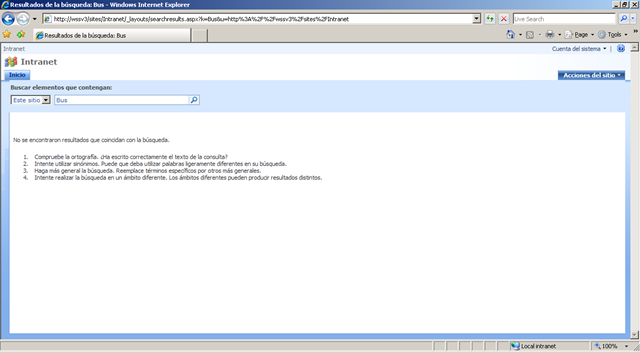 Resultados de la búsqueda: Bus - Windows Internet Explorer
http://wssv3/sites/Intranet/_layouts/searchresults.aspx?k=Bus&u=http%3A%2F%2Fwssv3%2Fsites%2FIntranet
Live Search
Resultados de la búsqueda: Bus
Page
Tools
Intranet
Cuenta del sistema
Intranet
Inicio
Acciones del sitio
Buscar elementos que contengan:
Este sitio
Bus
No se encontraron resultados que coincidan con la búsqueda.
1. Compruebe la ortografía. ¿Ha escrito correctamente el texto de la consulta?
2. Intente utilizar sinónimos. Puede que deba utilizar palabras ligeramente diferentes en su búsqueda.
3. Haga más general la búsqueda. Reemplace términos específicos por otros más generales.
4. Intente realizar la búsqueda en un ámbito diferente. Los ámbitos diferentes pueden producir resultados distintos.
Local intranet
100%